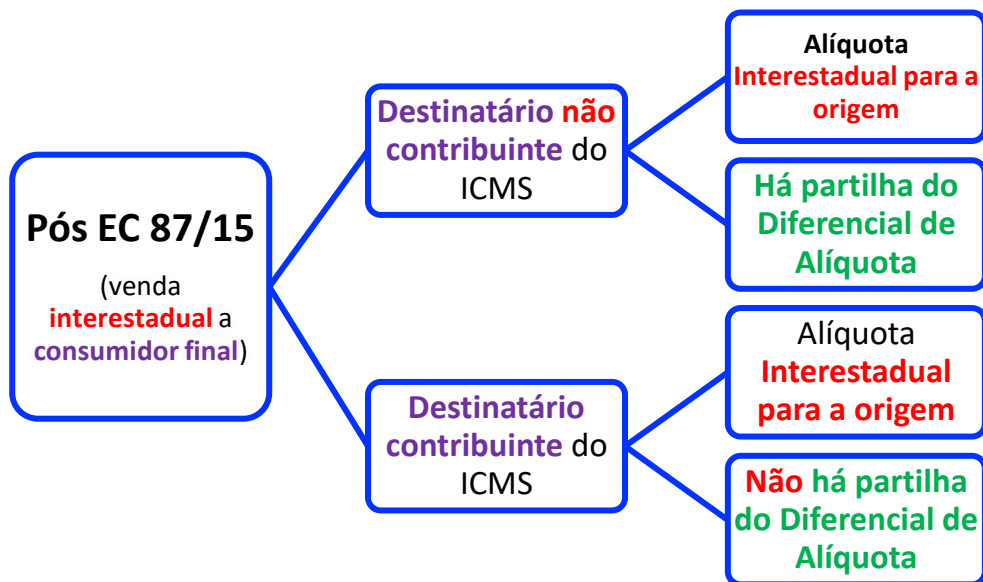 Pós EC 87/15
(venda
interestadual a
consumidor final)
Destinatário não
contribuinte do
ICMS
Alíquota
Interestadual para a
origem
Há partilha do
Diferencial de
Alíquota
Destinatário
contribuinte do
ICMS
Alíquota
Interestadual
para a origem
Não há partilha
do Diferencial de
Alíquota